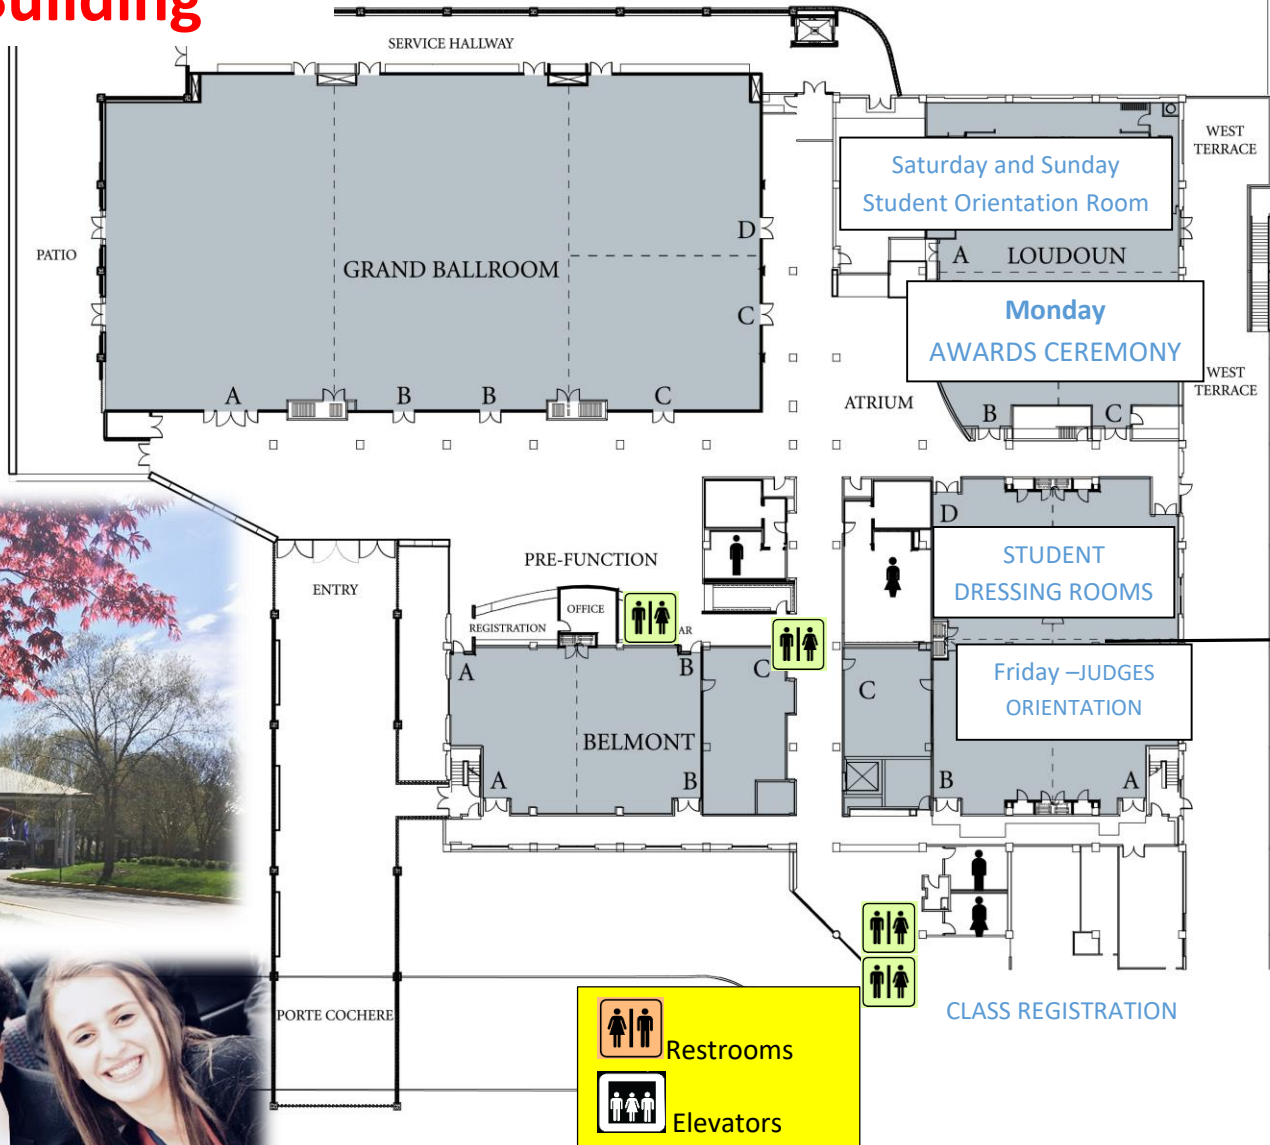 Building
SERVICE HALLWAY
WEST
TERRACE
Saturday and Sunday
Student Orientation Room
PATIO
D
GRAND BALLROOM
A LOUDOUN
C
Monday
AWARDS CEREMONY
WEST
TERRACE
A
B
B
C
ATRIUM
B
C
D
PRE-FUNCTION
STUDENT
DRESSING ROOMS
ENTRY
OFFICE
REGISTRATION
AR
A
B
C
C
Friday –JUDGES
ORIENTATION
BELMONT
A
B
B
A
CLASS REGISTRATION
PORTE COCHERE
Restrooms
Elevators